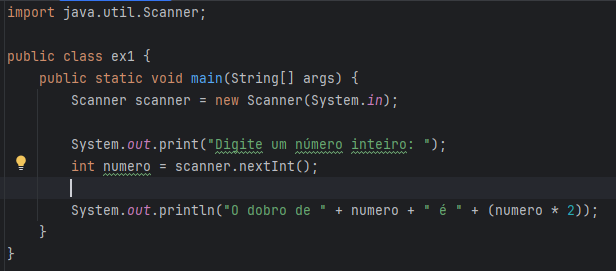 import java.util.Scanner;
public class ex1 {
public static void main(String[] args) {
Scanner scanner = new Scanner(System.in);
System.out.print("Digite um número inteiro: ");
int numero = scanner.nextInt();
System.out.println("O dobro de " + numero + " é " + (numero * 2));
}
}